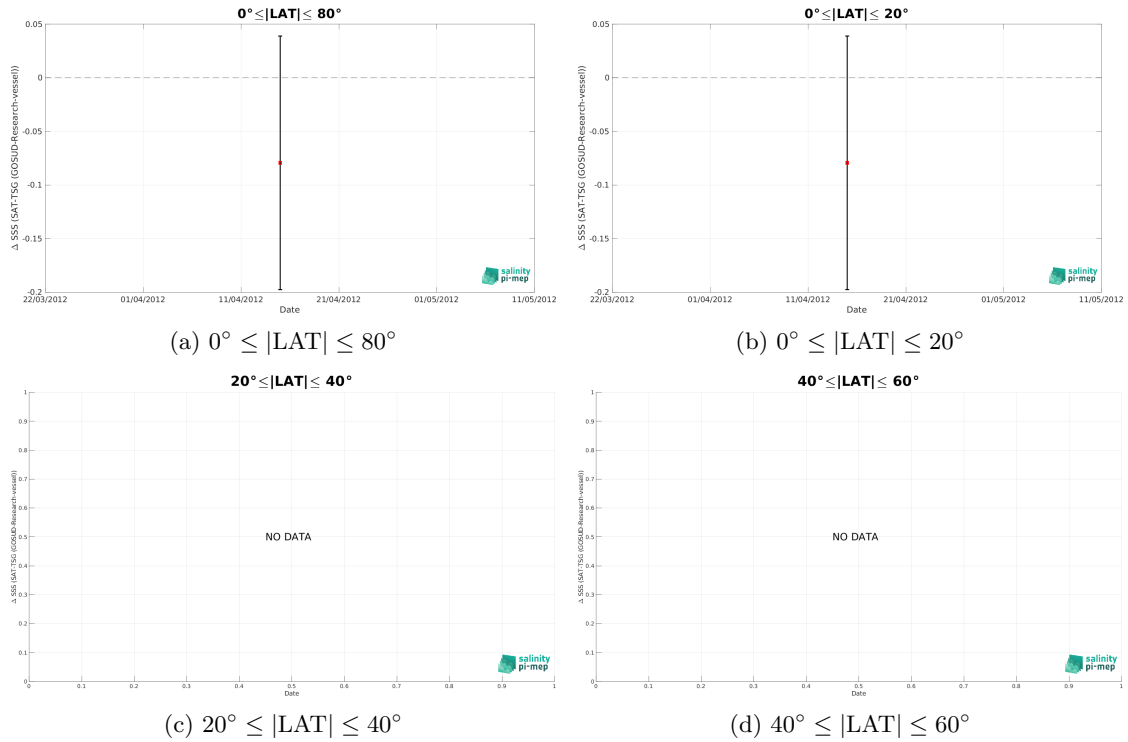 0°≤|LAT|≤ 80°
0.05
0
-0.05
-0.1
-0.15
-0.2
Δ SSS (SAT-TSG (GOSUD-Research-vessel))
22/03/2012 01/04/2012 11/04/2012 21/04/2012 01/05/2012 11/05/2012
Date
salinity
pi-mep
(a) 0° ≤ |LAT| ≤ 80°
0°≤|LAT|≤ 20°
0.05
0
-0.05
-0.1
-0.15
-0.2
Δ SSS (SAT-TSG (GOSUD-Research-vessel))
22/03/2012 01/04/2012 11/04/2012 21/04/2012 01/05/2012 11/05/2012
Date
salinity
pi-mep
(b) 0° ≤ |LAT| ≤ 20°
20°≤|LAT|≤ 40°
1
0.9
0.8
0.7
0.6
0.5
0.4
0.3
0.2
0.1
0
Δ SSS (SAT-TSG (GOSUD-Research-vessel))
NO DATA
0 0.1 0.2 0.3 0.4 0.5 0.6 0.7 0.8 0.9 1
Date
salinity
pi-mep
(c) 20° ≤ |LAT| ≤ 40°
40°≤|LAT|≤ 60°
1
0.9
0.8
0.7
0.6
0.5
0.4
0.3
0.2
0.1
0
Δ SSS (SAT-TSG (GOSUD-Research-vessel))
NO DATA
0 0.1 0.2 0.3 0.4 0.5 0.6 0.7 0.8 0.9 1
Date
salinity
pi-mep
(d) 40° ≤ |LAT| ≤ 60°